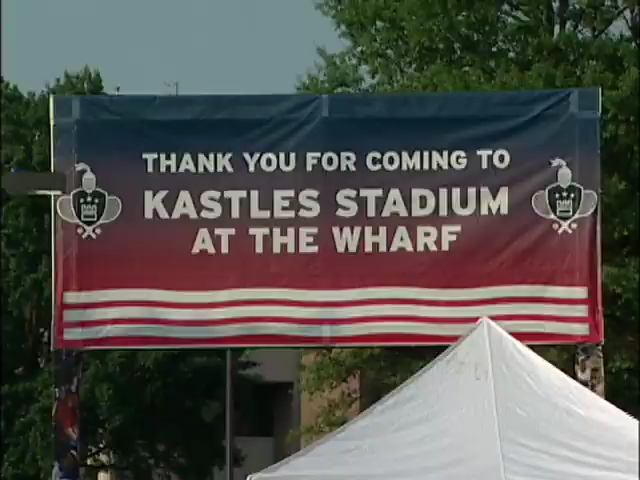 THANK YOU FOR COMING TO
KASTLES STADIUM
AT THE WHARF